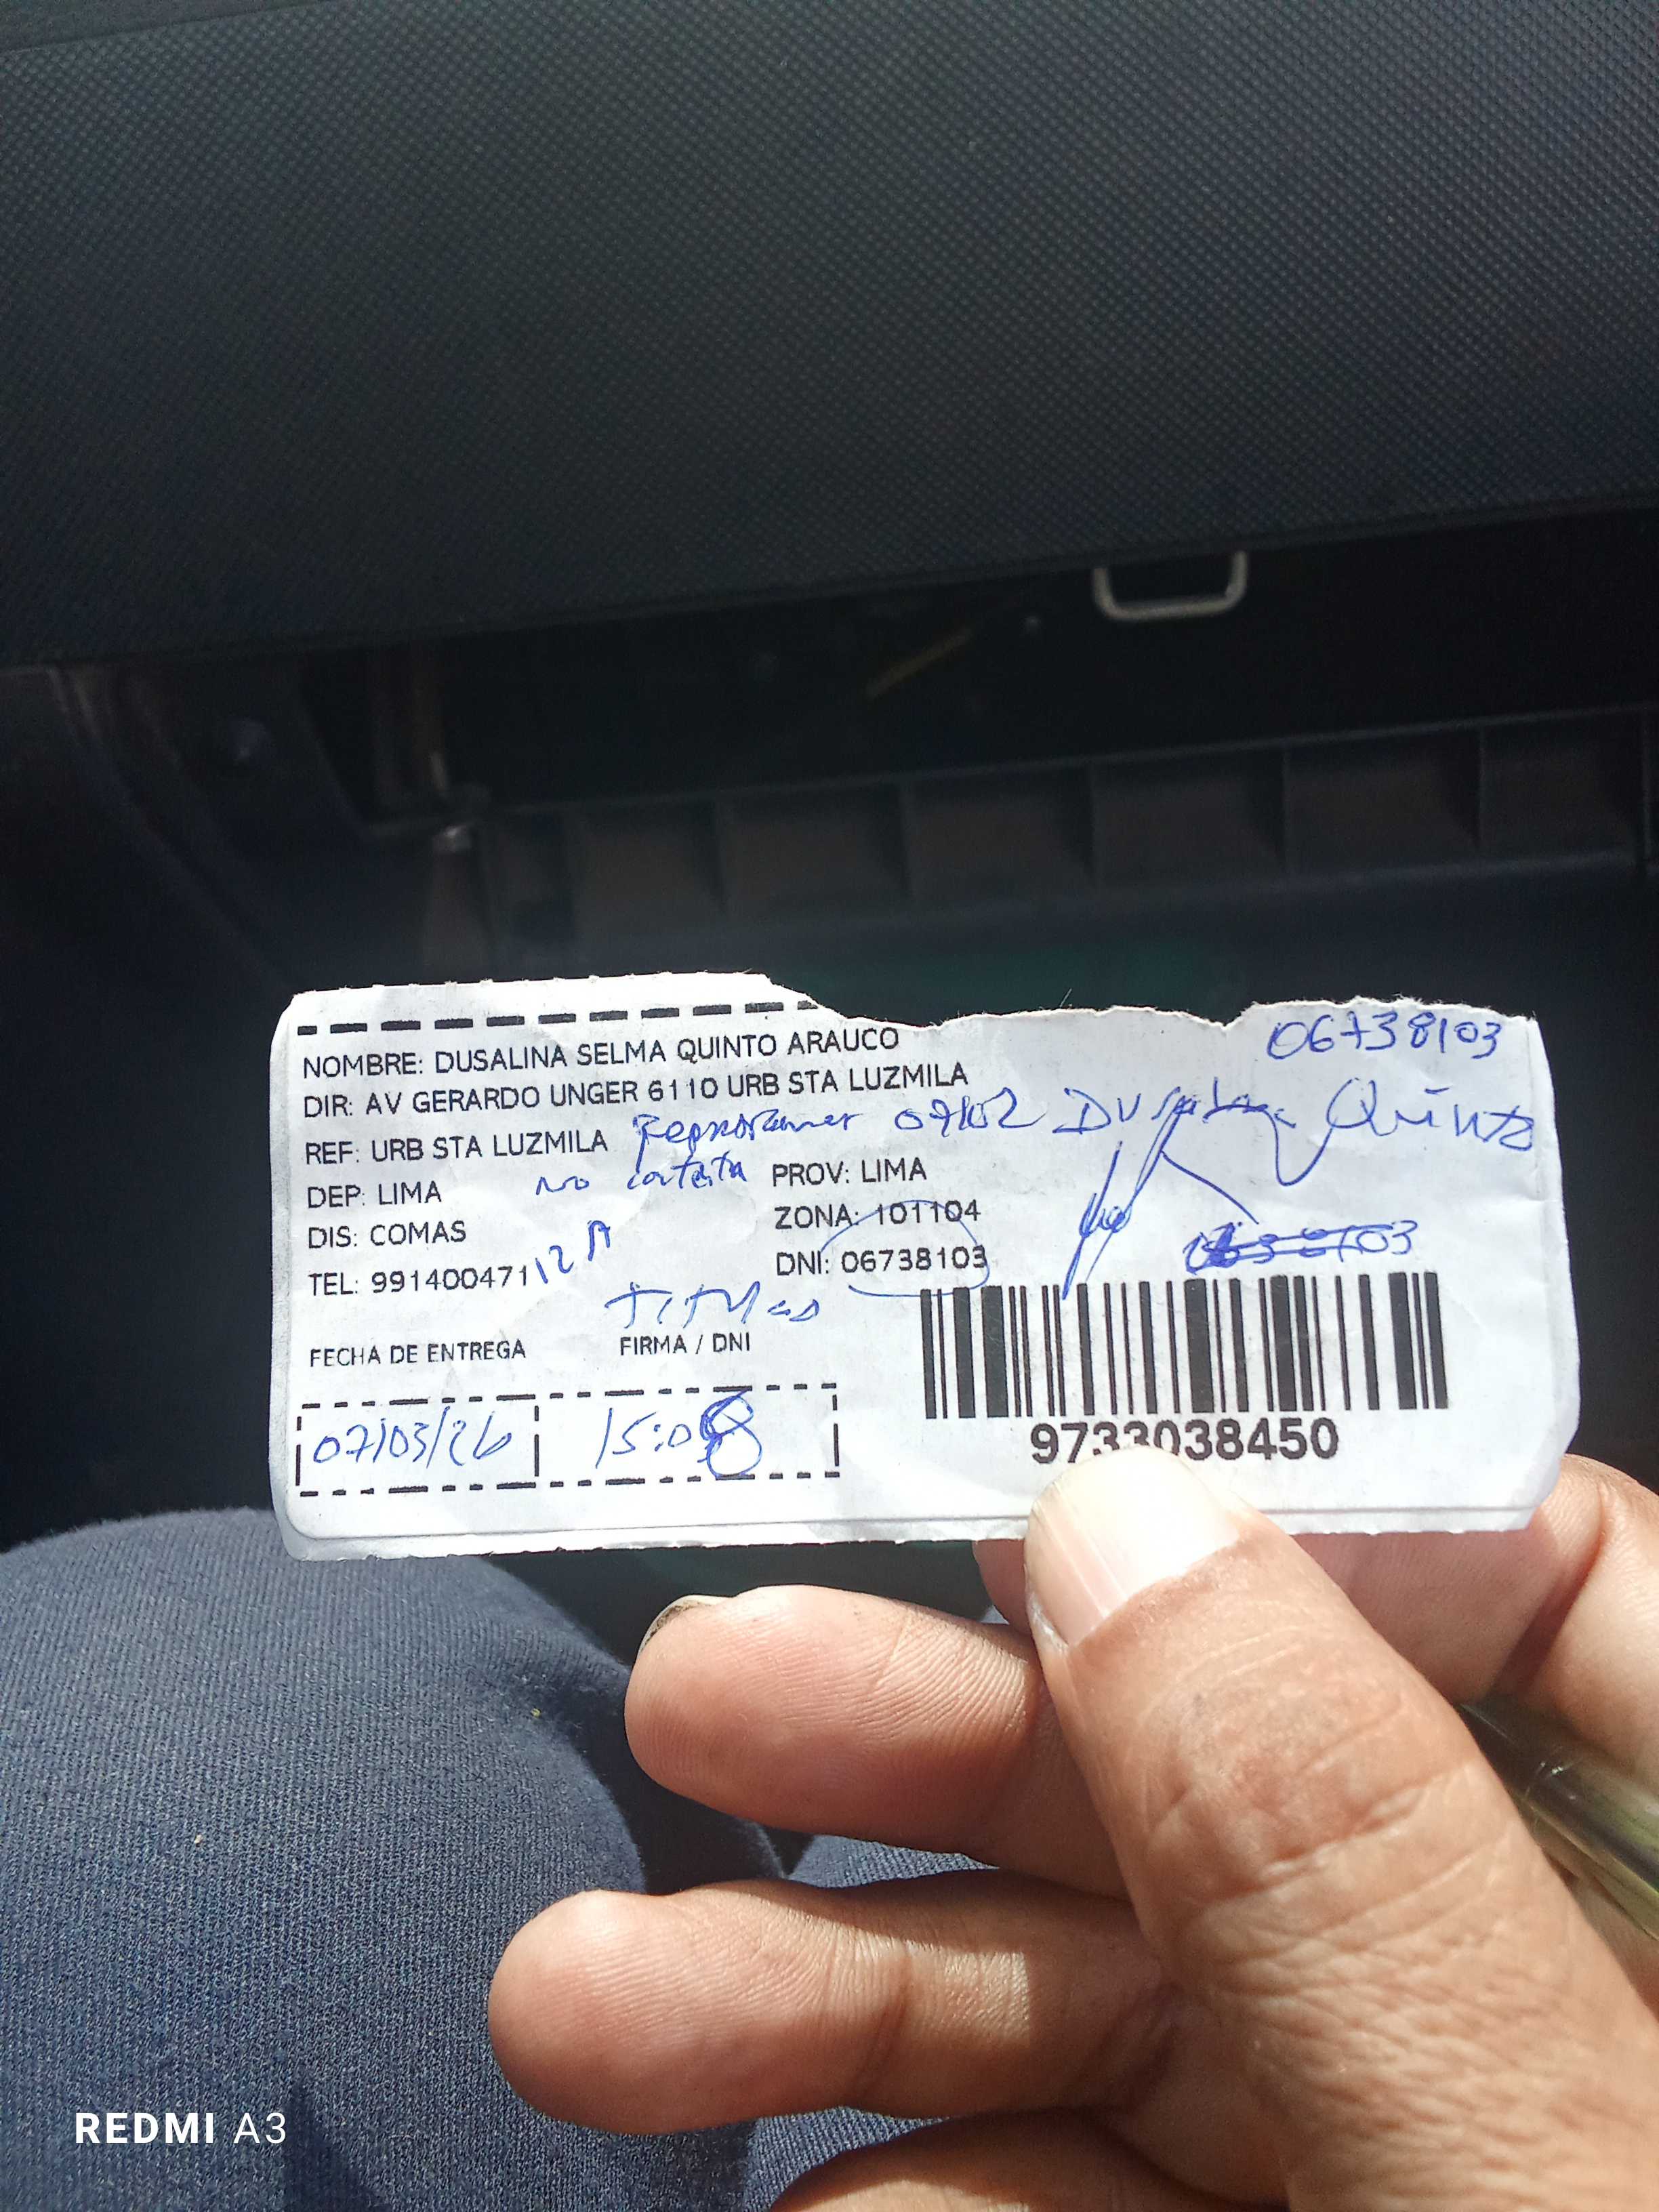 06738103
NOMBRE: DUSALINA SELMA QUINTO ARAUCO
DIR: AV GERARDO UNGER 6110 URB STA LUZMILA
REF: URB STA LUZMILA Reprogramar 07/02 Dusalina Quinto
DEP: LIMA no contesta PROV: LIMA
DIS: COMAS ZONA: 101104
TEL: 991400471 DNI: 06738103
FECHA DE ENTREGA FIRMA / DNI
07/03/26 15:08
9733038450
REDMI A3